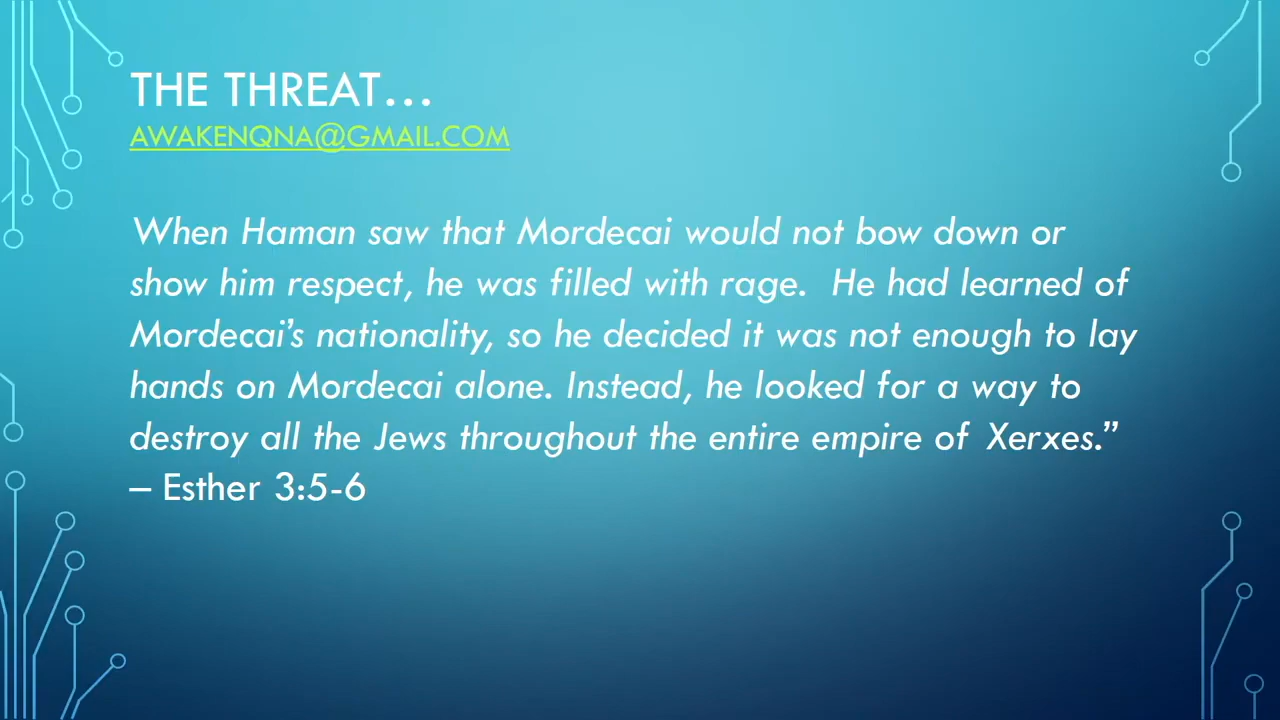 THE THREAT…
AWAKENQNA@GMAIL.COM
When Haman saw that Mordecai would not bow down or
show him respect, he was filled with rage.  He had learned of
Mordecai’s nationality, so he decided it was not enough to lay
hands on Mordecai alone. Instead, he looked for a way to
destroy all the Jews throughout the entire empire of Xerxes.”
– Esther 3:5-6